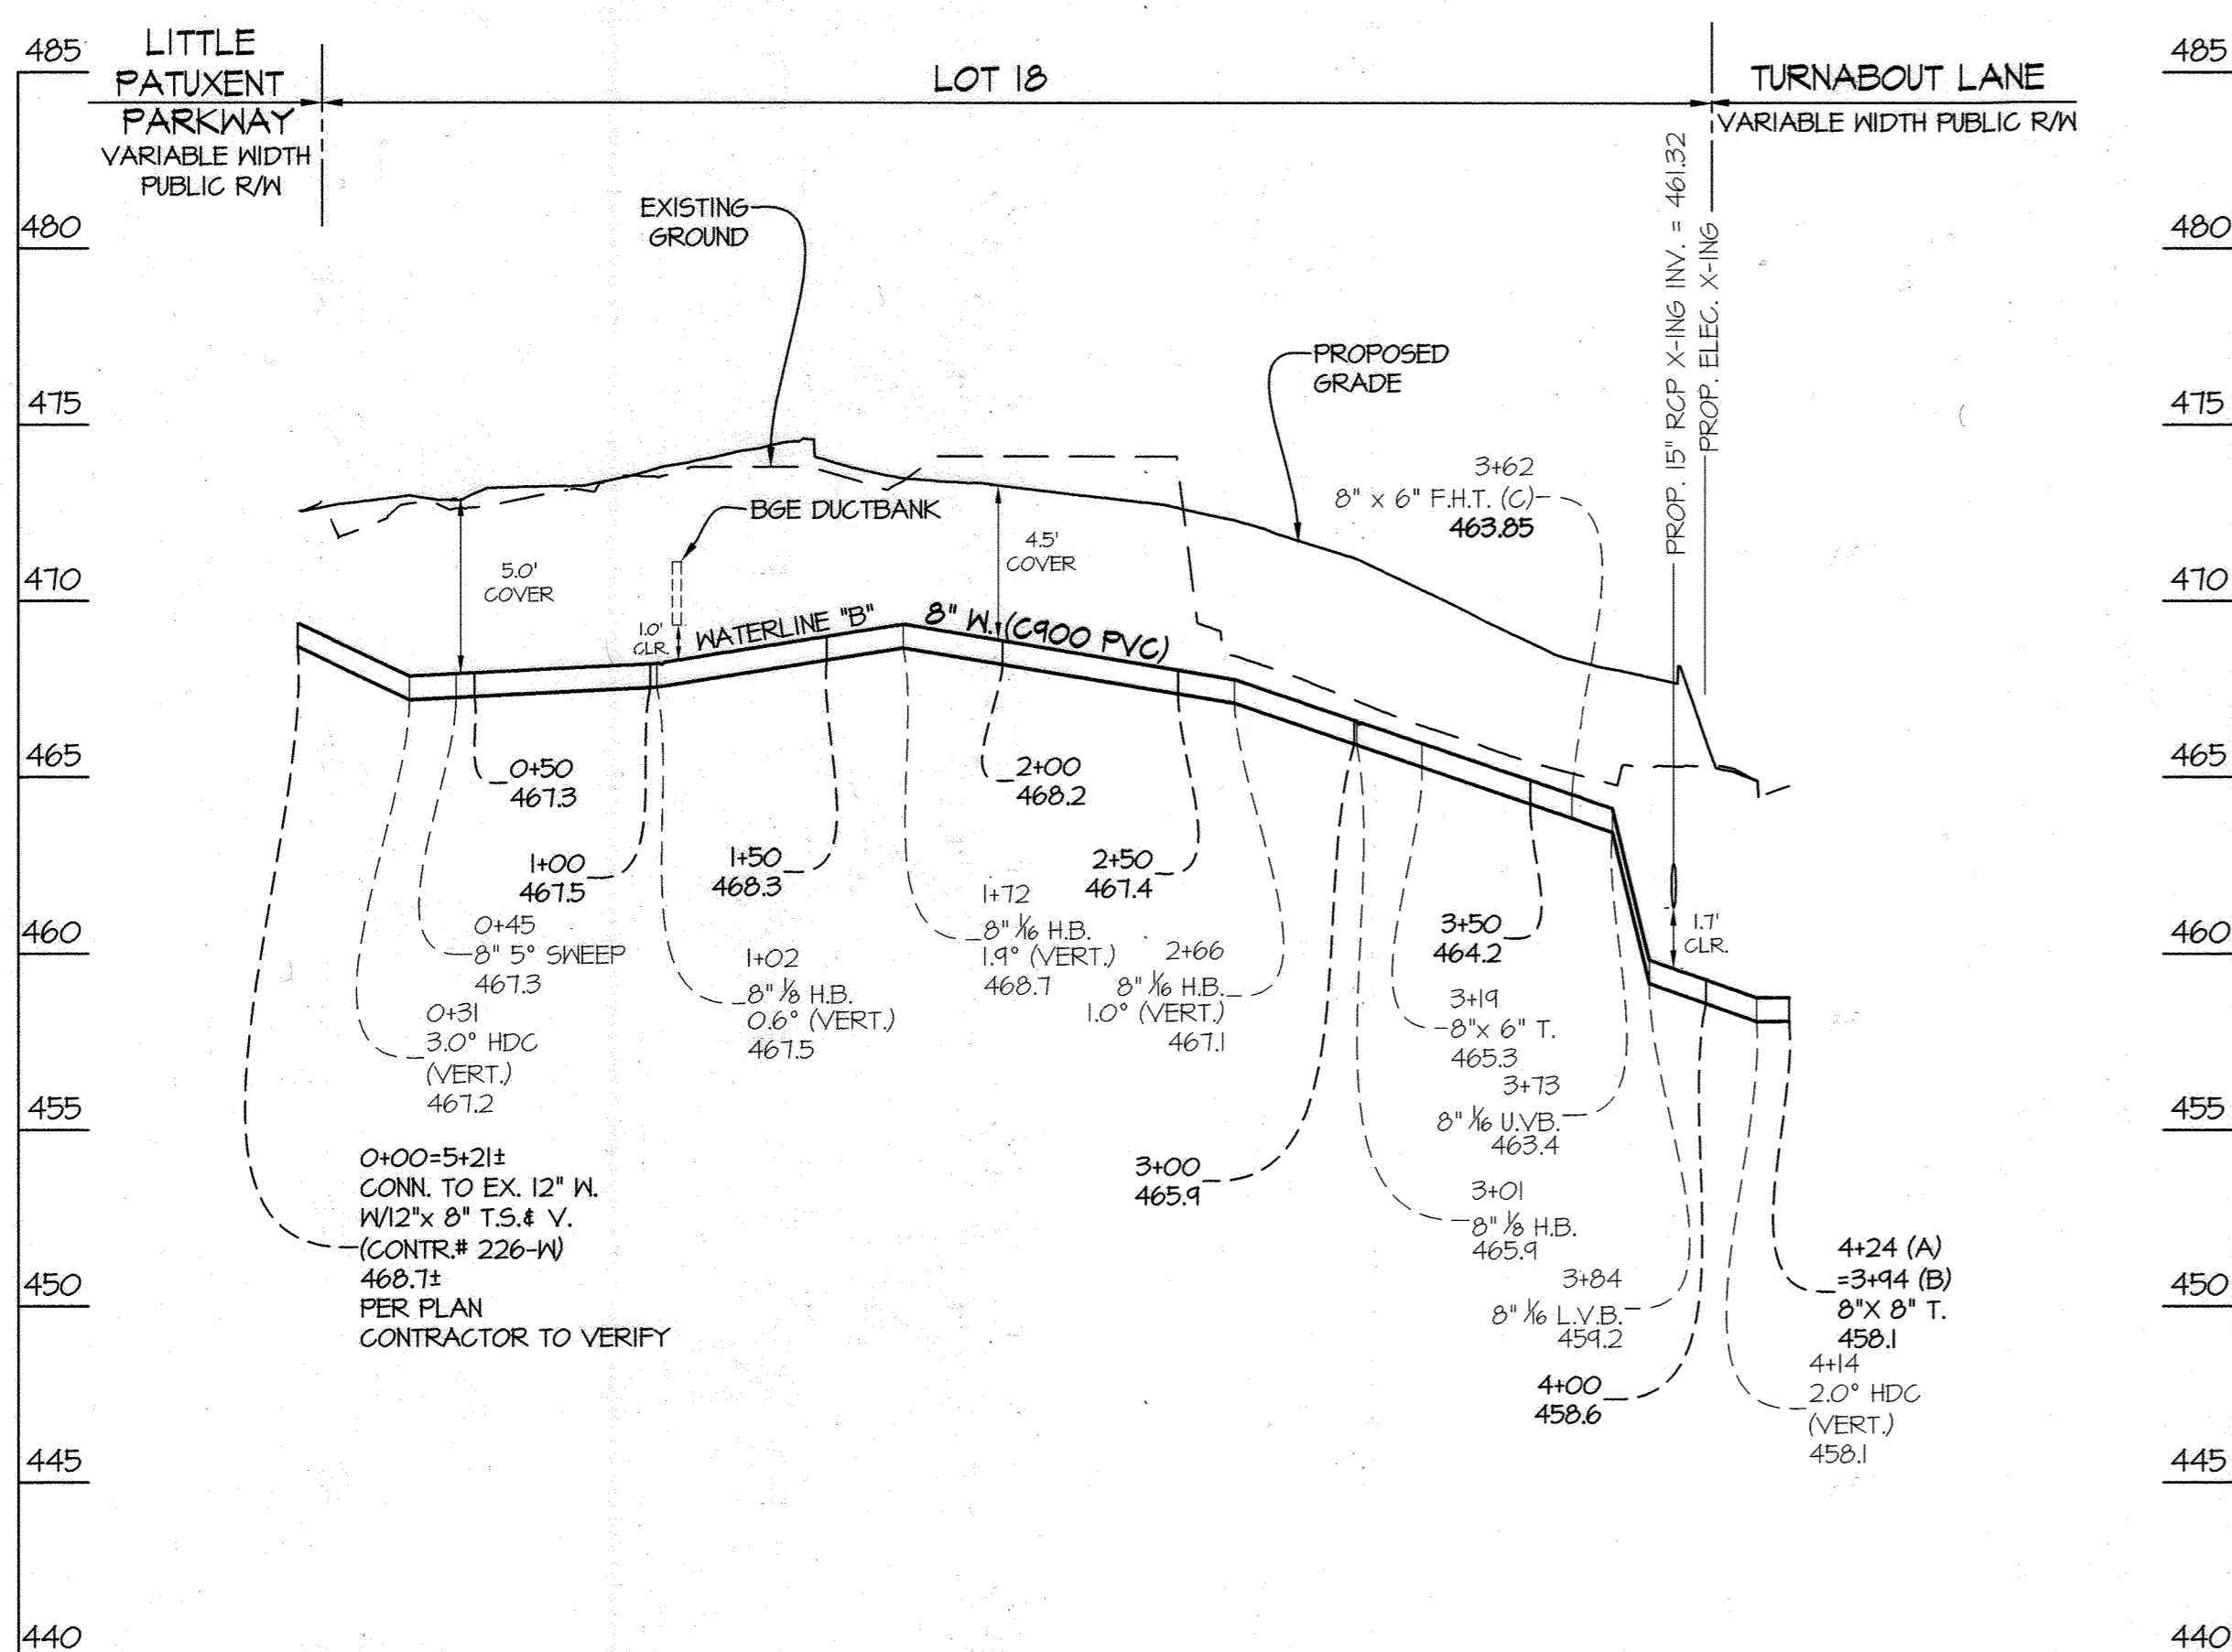 LITTLE
PATUXENT
PARKWAY
VARIABLE WIDTH
PUBLIC R/W
LOT 18
TURNABOUT LANE
VARIABLE WIDTH PUBLIC R/W
485
480
475
470
465
460
455
450
445
440
485
480
475
470
465
460
455
450
445
440
EXISTING
GROUND
PROPOSED
GRADE
PROP. 15" RCP X-ING INV. = 461.32
PROP. ELEC. X-ING
3+62
8" x 6" F.H.T. (C)
463.85
BGE DUCTBANK
5.0'
COVER
4.5'
COVER
1.0'
CLR.
WATERLINE "B"
8" W. (C900 PVC)
0+50
467.3
2+00
468.2
1+00
467.5
1+50
468.3
2+50
467.4
3+50
464.2
1.7'
CLR.
0+45
8" 5° SWEEP
467.3
0+31
3.0° HDC
(VERT.)
467.2
1+02
8" 1/8 H.B.
0.6° (VERT.)
467.5
1+72
8" 1/16 H.B.
1.9° (VERT.)
468.7
2+66
8" 1/16 H.B.
1.0° (VERT.)
467.1
3+19
8"x 6" T.
465.3
3+73
8" 1/16 U.VB.
463.4
0+00=5+21±
CONN. TO EX. 12" W.
W/12"x 8" T.S.& V.
(CONTR.# 226-W)
468.7±
PER PLAN
CONTRACTOR TO VERIFY
3+00
465.9
3+01
8" 1/8 H.B.
465.9
3+84
8" 1/16 L.V.B.
459.2
4+00
458.6
4+24 (A)
=3+94 (B)
8"X 8" T.
458.1
4+14
2.0° HDC
(VERT.)
458.1